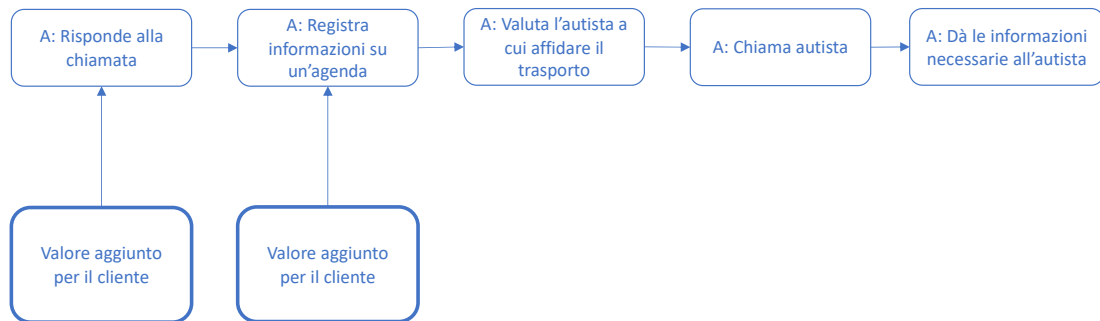 A: Risponde alla
chiamata
A: Registra
informazioni su
un'agenda
A: Valuta l'autista a
cui affidare il
trasporto
A: Chiama autista
A: Dà le informazioni
necessarie all'autista
Valore aggiunto
per il cliente
Valore aggiunto
per il cliente